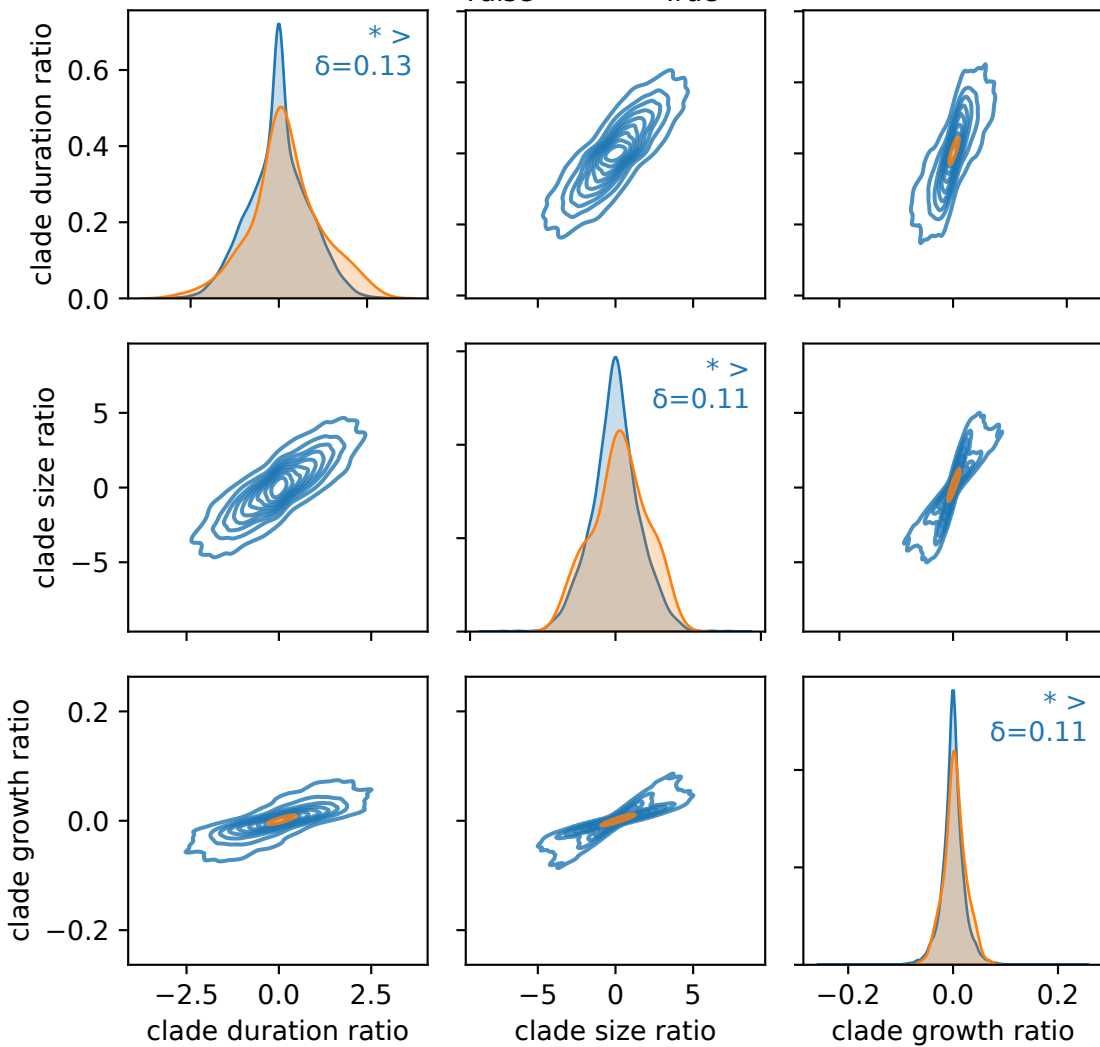 clade duration ratio
0.6
0.4
0.2
0.0
* >
δ=0.13
clade size ratio
5
0
−5
* >
δ=0.11
clade growth ratio
0.2
0.0
−0.2
* >
δ=0.11
−2.5 0.0 2.5
−5 0 5
−0.2 0.0 0.2
clade duration ratio
clade size ratio
clade growth ratio